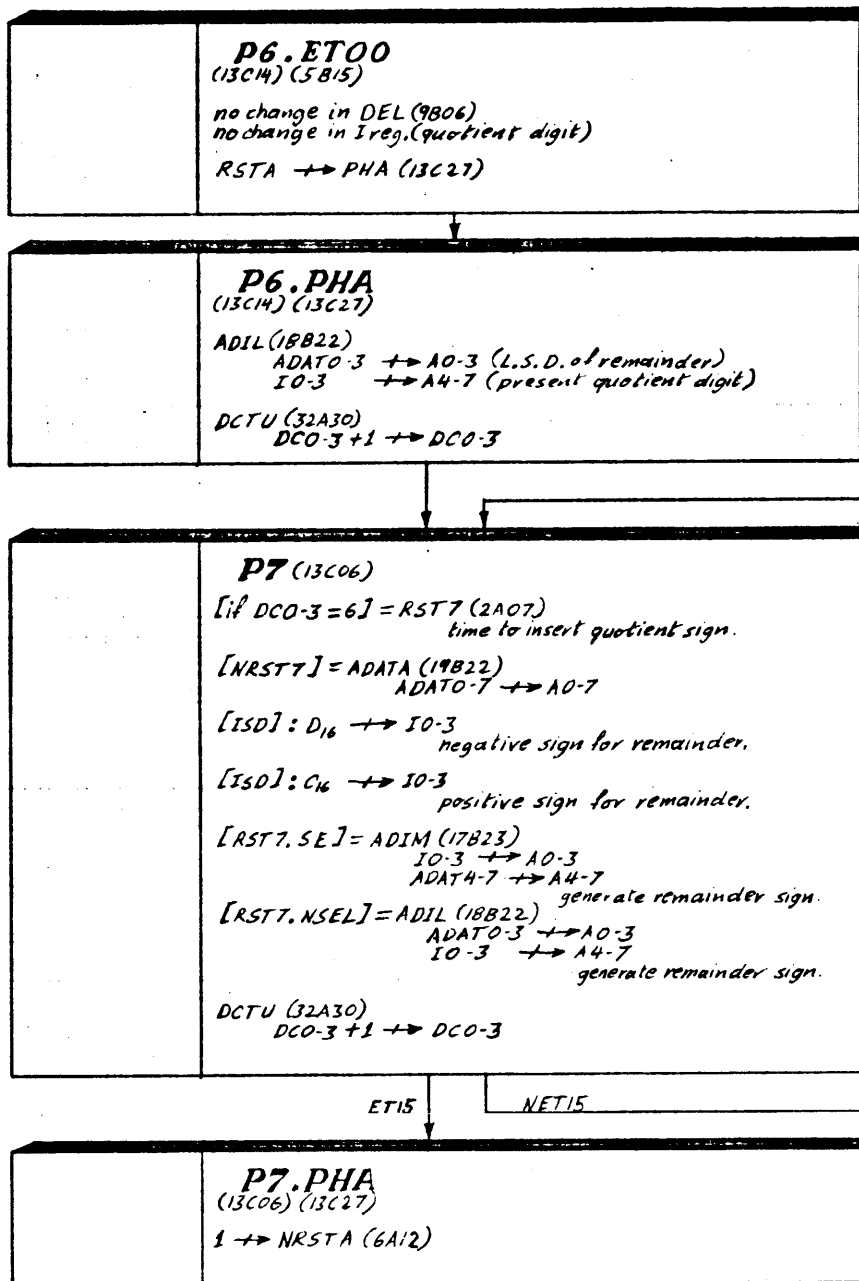 P6.ETOO
(13C14) (5B15)
no change in DEL (9B06)
no change in I reg. (quotient digit)
RSTA +→ PHA (13C27)
P6.PHA
(13C14) (13C27)
ADIL (18B22)
ADAT0-3 +→ A0-3 (L.S.D. of remainder)
I0-3 +→ A4-7 (present quotient digit)
DCTU (32A30)
DC0-3 +1 +→ DC0-3
P7 (13C06)
[if DC0-3 = 6] = RST7 (2A07)
time to insert quotient sign.
[NRST7] = ADATA (19B22)
ADAT0-7 +→ A0-7
[ISD] : D16 +→ I0-3
negative sign for remainder.
[ISD] : C16 +→ I0-3
positive sign for remainder.
[RST7.SE] = ADIM (17B23)
I0-3 +→ A0-3
ADAT4-7 +→ A4-7
generate remainder sign.
[RST7.NSEL] = ADIL (18B22)
ADAT0-3 +→ A0-3
I0-3 +→ A4-7
generate remainder sign.
DCTU (32A30)
DC0-3 +1 +→ DC0-3
ET15 NET15
P7.PHA
(13C06) (13C27)
1 +→ NRSTA (6A12)